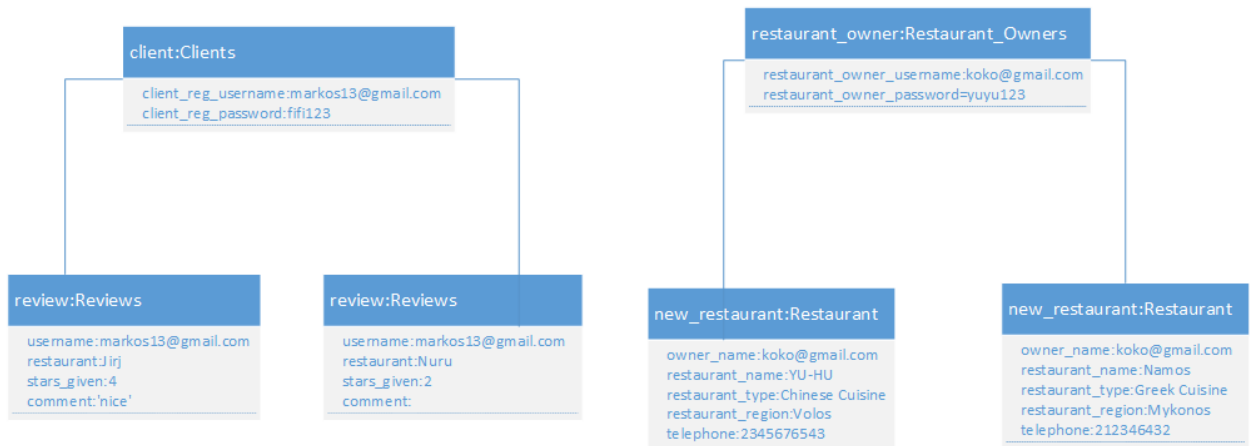 client:Clients
client_reg_username:markos13@gmail.com
client_reg_password:fifi123
review:Reviews
username:markos13@gmail.com
restaurant:Jirj
stars_given:4
comment:'nice'
review:Reviews
username:markos13@gmail.com
restaurant:Nuru
stars_given:2
comment:
restaurant_owner:Restaurant_Owners
restaurant_owner_username:koko@gmail.com
restaurant_owner_password=yuyu123
new_restaurant:Restaurant
owner_name:koko@gmail.com
restaurant_name:YU-HU
restaurant_type:Chinese Cuisine
restaurant_region:Volos
telephone:2345676543
new_restaurant:Restaurant
owner_name:koko@gmail.com
restaurant_name:Namos
restaurant_type:Greek Cuisine
restaurant_region:Mykonos
telephone:212346432